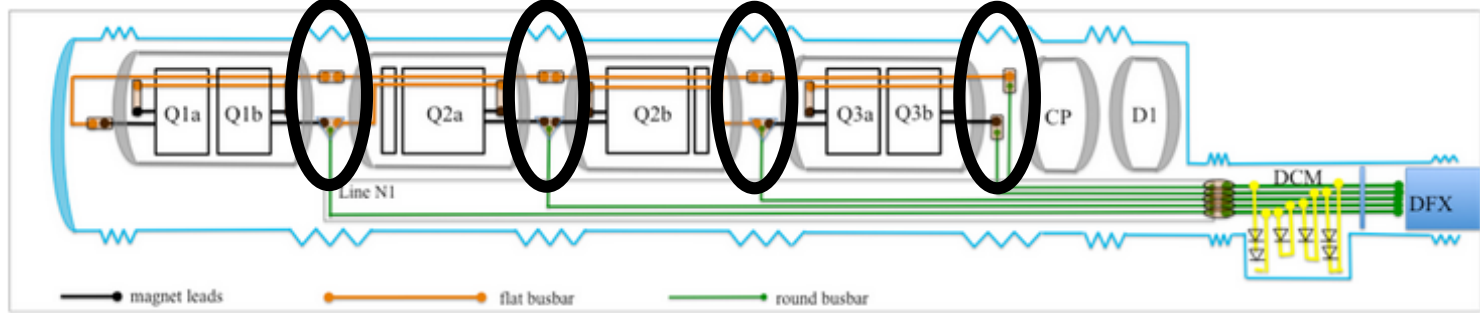 Q1a Q1b Q2a Q2b Q3a Q3b CP D1
Line N1
DCM
DFX
magnet leads flat busbar round busbar